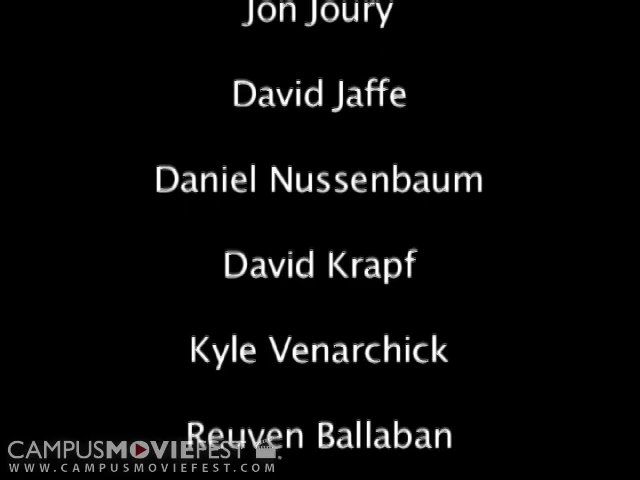 Jon Joury
David Jaffe
Daniel Nussenbaum
David Krapf
Kyle Venarchick
Reuven Ballaban
CAMPUSMOVIEFEST
WWW.CAMPUSMOVIEFEST.COM